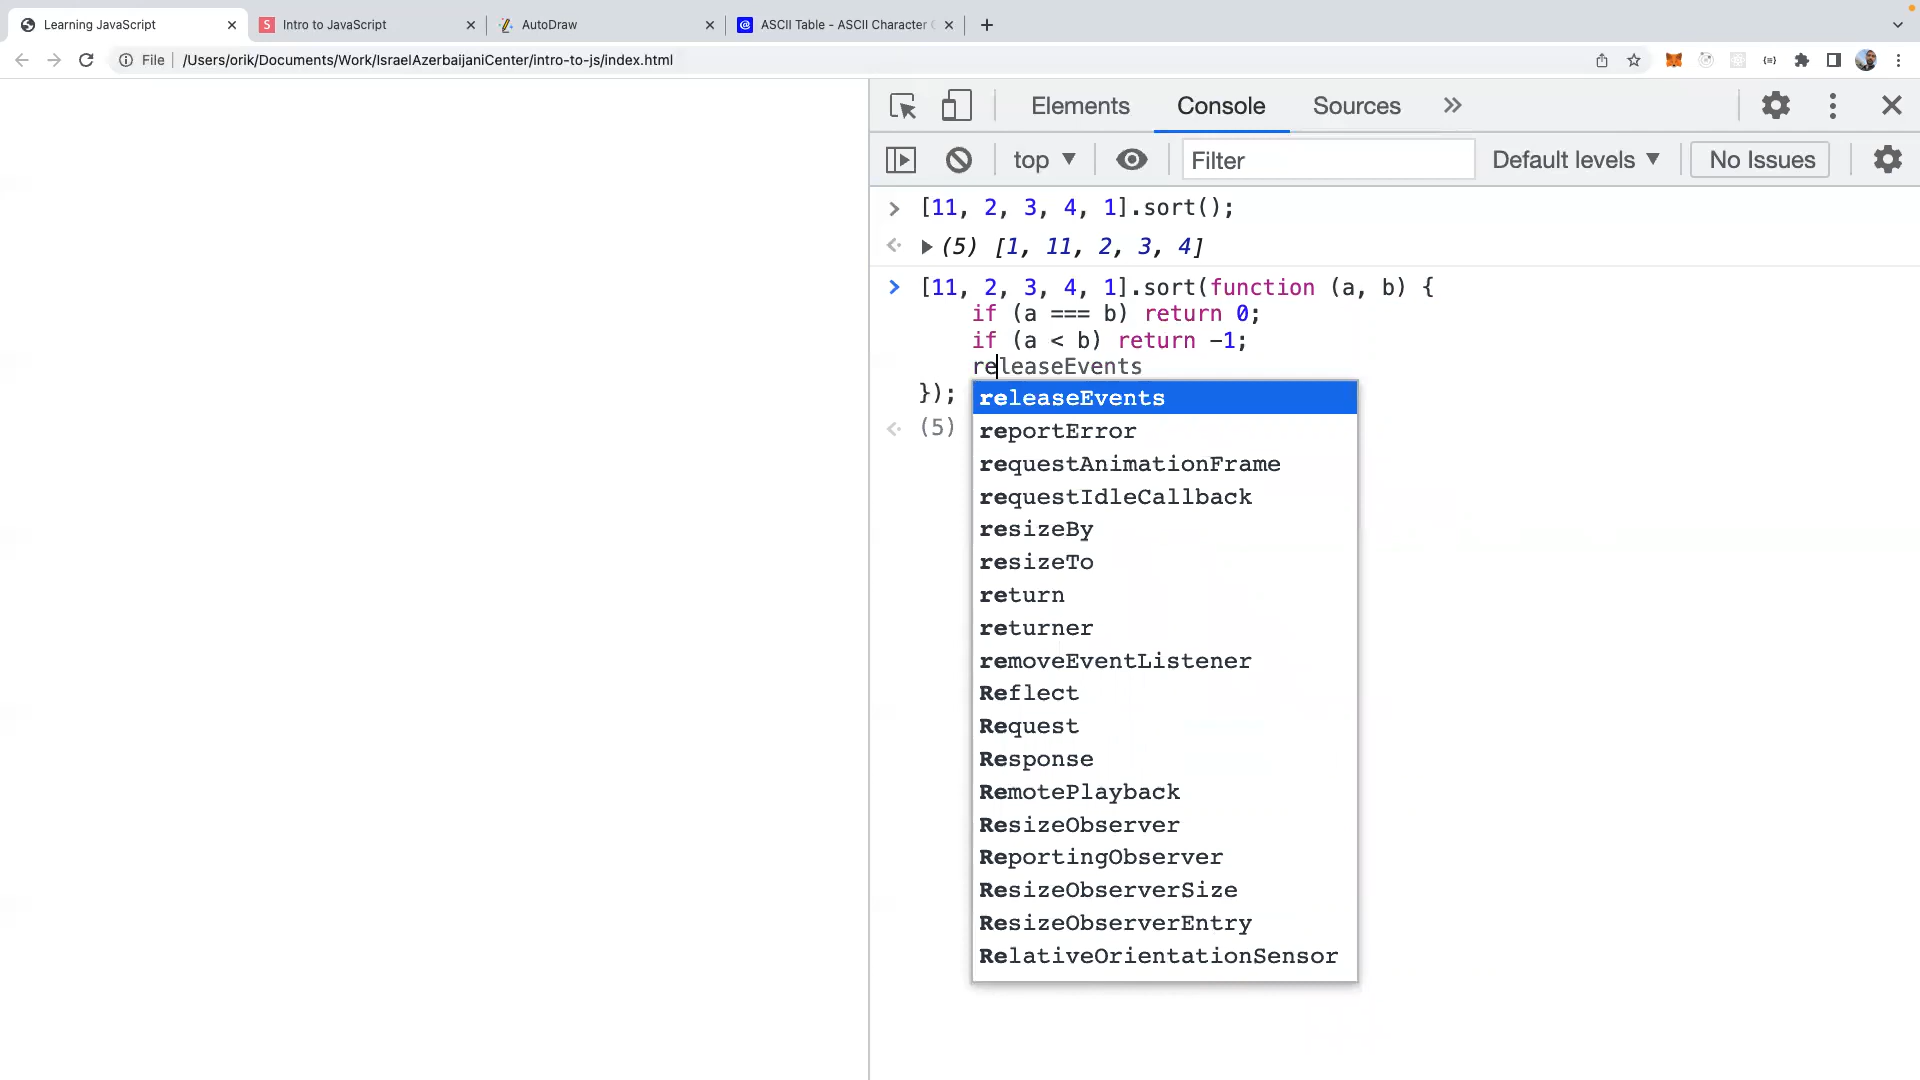 Learning JavaScript
S Intro to JavaScript
AutoDraw
@ ASCII Table - ASCII Character
File /Users/orik/Documents/Work/IsraelAzerbaijaniCenter/intro-to-js/index.html
Elements Console Sources
top Filter Default levels No Issues
[11, 2, 3, 4, 1].sort();
(5) [1, 11, 2, 3, 4]
[11, 2, 3, 4, 1].sort(function (a, b) {
if (a === b) return 0;
if (a < b) return -1;
releaseEvents
});
(5)
releaseEvents
reportError
requestAnimationFrame
requestIdleCallback
resizeBy
resizeTo
return
returner
removeEventListener
Reflect
Request
Response
RemotePlayback
ResizeObserver
ReportingObserver
ResizeObserverSize
ResizeObserverEntry
RelativeOrientationSensor